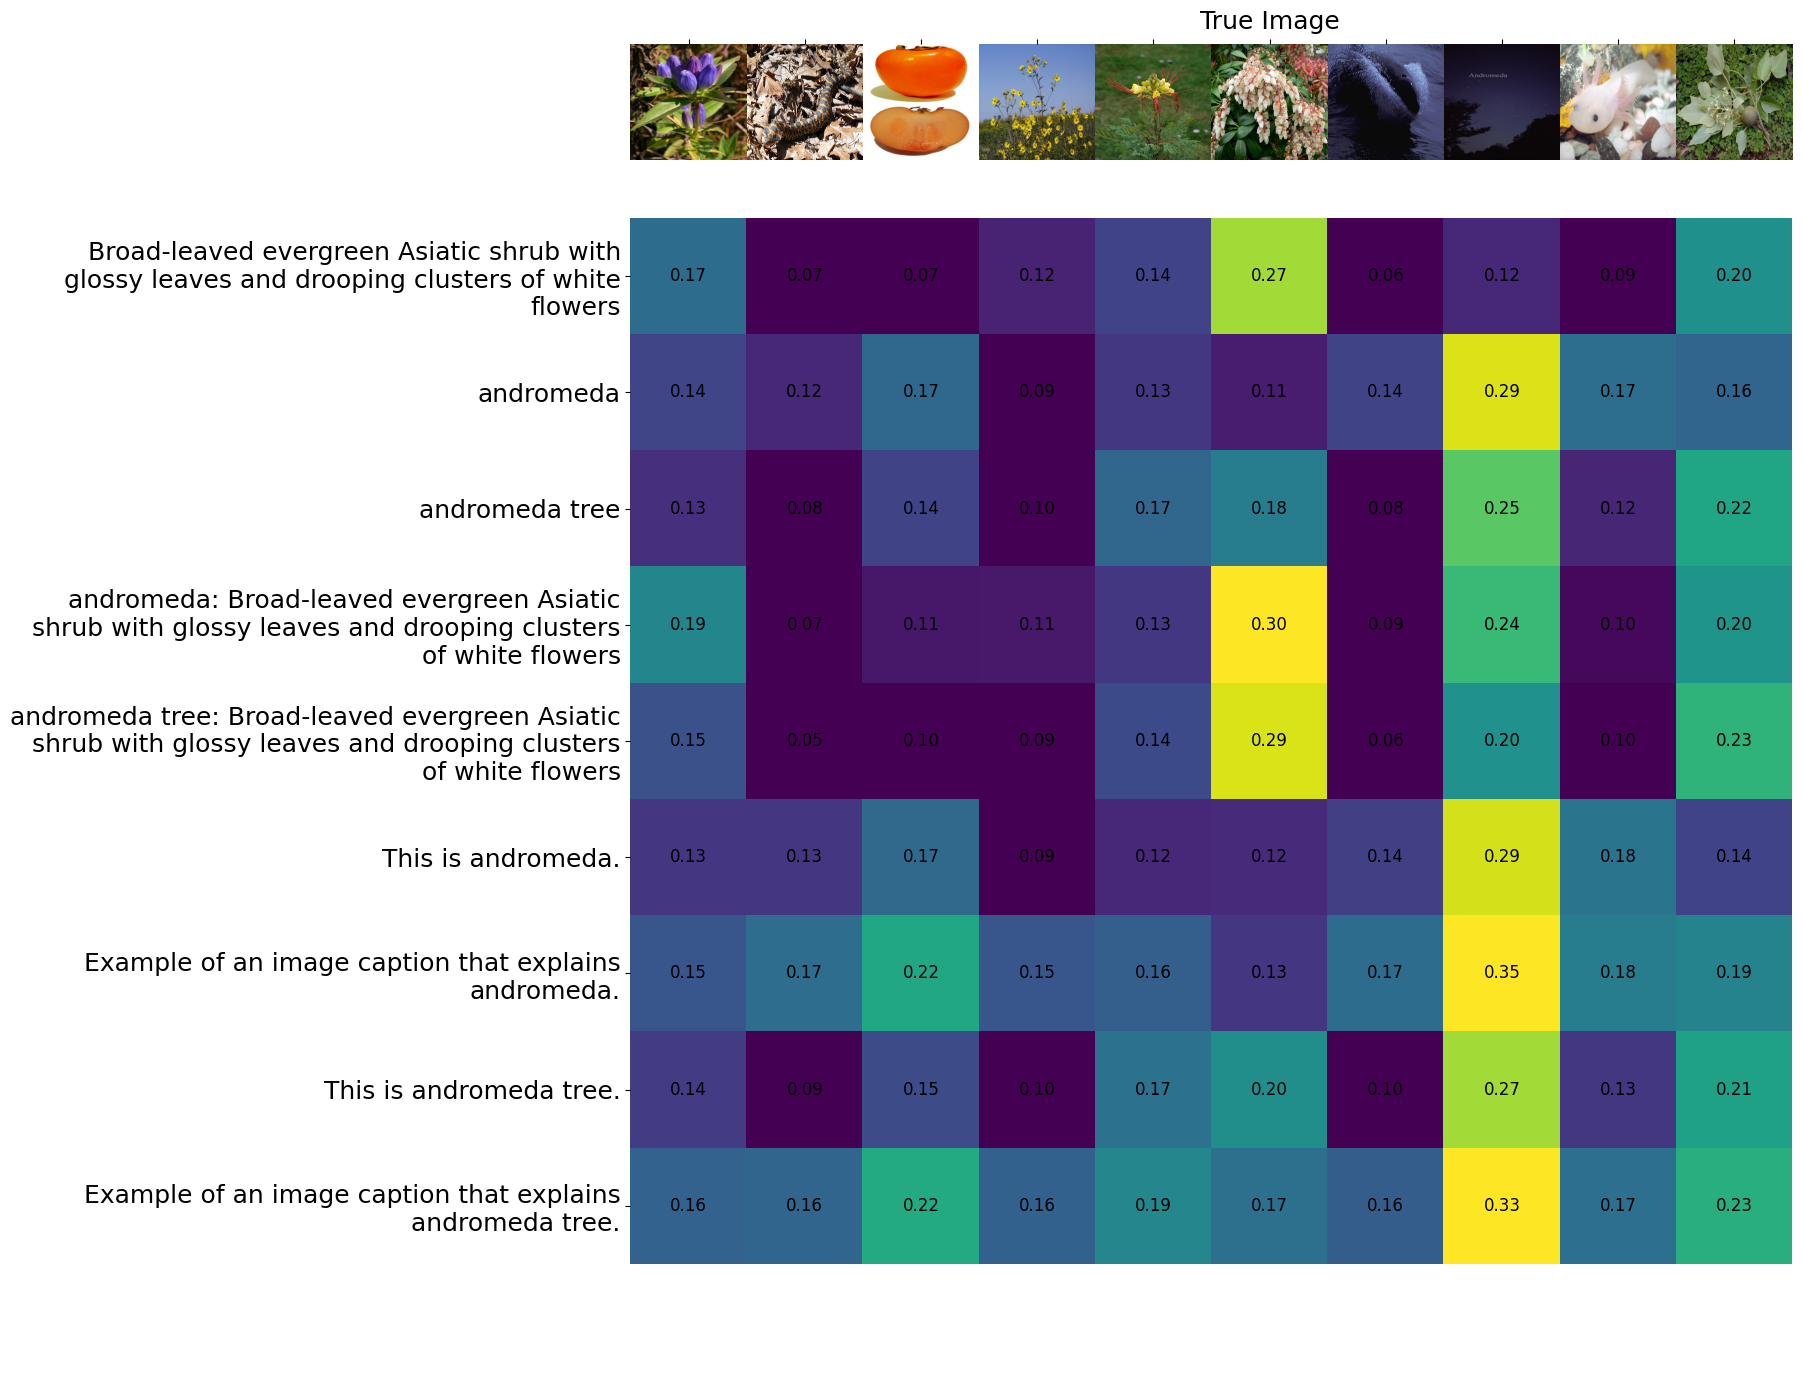 True Image
Andromeda
Broad-leaved evergreen Asiatic shrub with
glossy leaves and drooping clusters of white
flowers
0.17 0.07 0.07 0.12 0.14 0.27 0.06 0.12 0.09 0.20
andromeda
0.14 0.12 0.17 0.09 0.13 0.11 0.14 0.29 0.17 0.16
andromeda tree
0.13 0.08 0.14 0.10 0.17 0.18 0.08 0.25 0.12 0.22
andromeda: Broad-leaved evergreen Asiatic
shrub with glossy leaves and drooping clusters
of white flowers
0.19 0.07 0.11 0.11 0.13 0.30 0.09 0.24 0.10 0.20
andromeda tree: Broad-leaved evergreen Asiatic
shrub with glossy leaves and drooping clusters
of white flowers
0.15 0.05 0.10 0.09 0.14 0.29 0.06 0.20 0.10 0.23
This is andromeda.
0.13 0.13 0.17 0.09 0.12 0.12 0.14 0.29 0.18 0.14
Example of an image caption that explains
andromeda.
0.15 0.17 0.22 0.15 0.16 0.13 0.17 0.35 0.18 0.19
This is andromeda tree.
0.14 0.09 0.15 0.10 0.17 0.20 0.10 0.27 0.13 0.21
Example of an image caption that explains
andromeda tree.
0.16 0.16 0.22 0.16 0.19 0.17 0.16 0.33 0.17 0.23